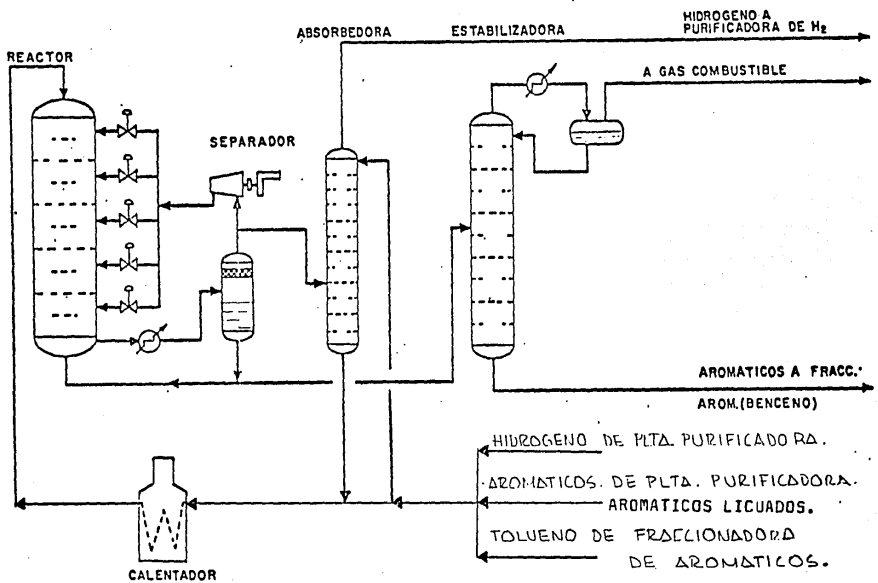 HIDROGENO A
PURIFICADORA DE H₂
ABSORBEDORA
ESTABILIZADORA
REACTOR
A GAS COMBUSTIBLE
SEPARADOR
AROMATICOS A FRACC.
AROM.(BENCENO)
HIDROGENO DE PLTA. PURIFICADORA.
AROMATICOS. DE PLTA. PURIFICADORA.
AROMATICOS LICUADOS.
TOLUENO DE FRACCIONADORA
DE AROMATICOS.
CALENTADOR